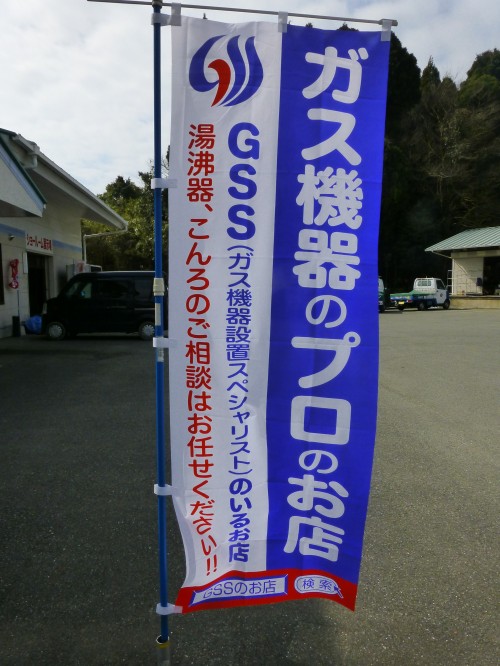 ガス機器のプロのお店
GSS(ガス機器設置スペシャリスト)のいるお店
湯沸器、こんろのご相談はお任せください!!
GSSのお店
検索